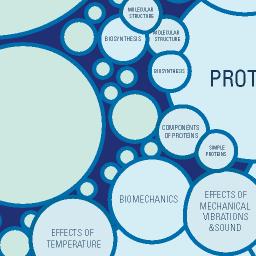 MOLECULAR
STRUCTURE
BIOSYNTHESIS
MOLECULAR
STRUCTURE
BIOSYNTHESIS
PROT
COMPONENTS
OF PROTEINS
SIMPLE
PROTEINS
BIOMECHANICS
EFFECTS OF
MECHANICAL
VIBRATIONS
&SOUND
EFFECTS OF
TEMPERATURE